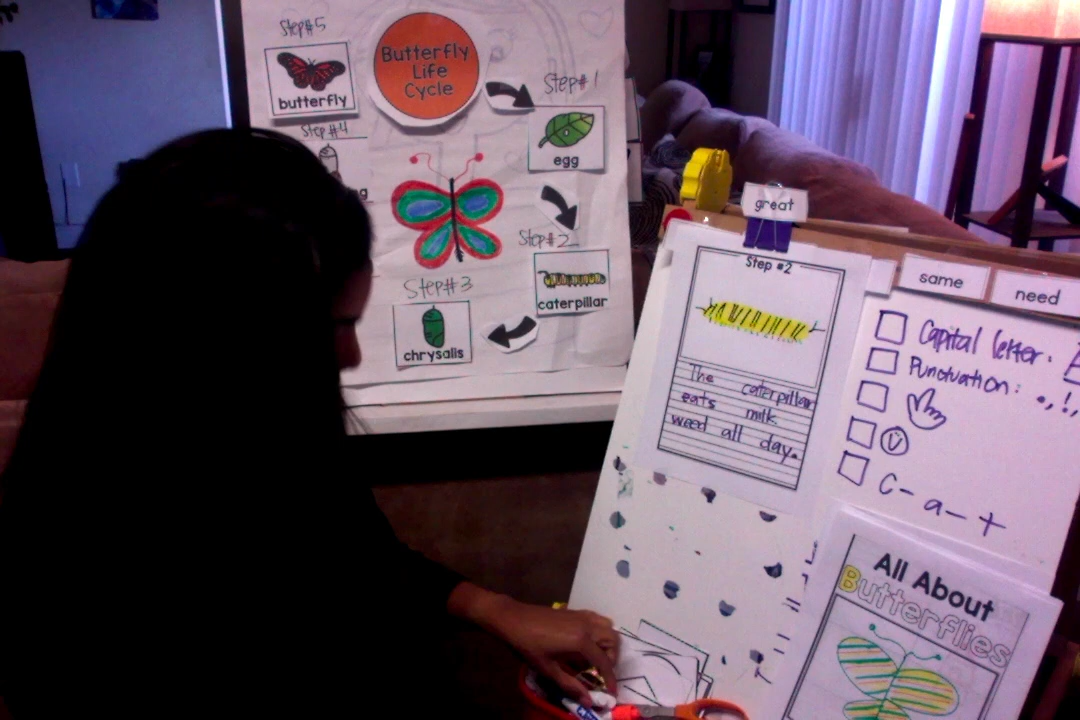 Step#5
butterfly
Butterfly
Life
Cycle
Step#1
egg
Step#4
Step#2
caterpillar
Step#3
chrysalis
great
same
need
Step #2
The caterpillar
eats milk
weed all day.
Capital letter:
Punctuation: ., !,
C- a- t
All About
Butterflies